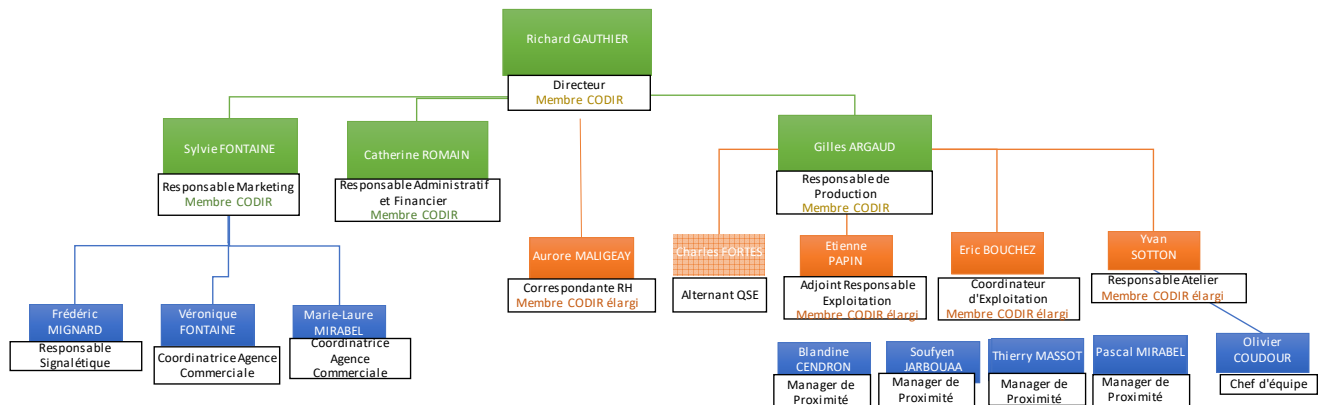 Richard GAUTHIER
Directeur
Membre CODIR
Sylvie FONTAINE
Responsable Marketing
Membre CODIR
Catherine ROMAIN
Responsable Administratif
et Financier
Membre CODIR
Gilles ARGAUD
Responsable de
Production
Membre CODIR
Aurore MALIGEAY
Correspondante RH
Membre CODIR élargi
Charles FORTES
Alternant QSE
Etienne
PAPIN
Adjoint Responsable
Exploitation
Membre CODIR élargi
Eric BOUCHEZ
Coordinateur
d'Exploitation
Membre CODIR élargi
Yvan
SOTTON
Responsable Atelier
Membre CODIR élargi
Frédéric
MIGNARD
Responsable
Signalétique
Véronique
FONTAINE
Coordinatrice Agence
Commerciale
Marie-Laure
MIRABEL
Coordinatrice
Agence
Commerciale
Blandine
CENDRON
Manager de
Proximité
Soufyen
JARBOUAA
Manager de
Proximité
Thierry MASSOT
Manager de
Proximité
Pascal MIRABEL
Manager de
Proximité
Olivier
COUDOUR
Chef d'équipe